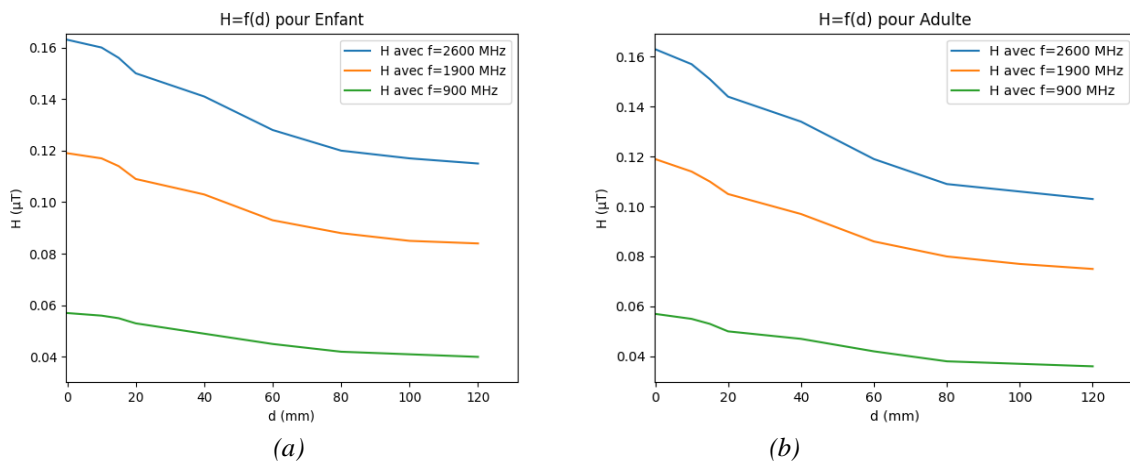 H=f(d) pour Enfant
0.16
0.14
0.12
0.10
0.08
0.06
0.04
H (µT)
H avec f=2600 MHz
H avec f=1900 MHz
H avec f=900 MHz
0 20 40 60 80 100 120
d (mm)
(a)
H=f(d) pour Adulte
0.16
0.14
0.12
0.10
0.08
0.06
0.04
H (µT)
H avec f=2600 MHz
H avec f=1900 MHz
H avec f=900 MHz
0 20 40 60 80 100 120
d (mm)
(b)